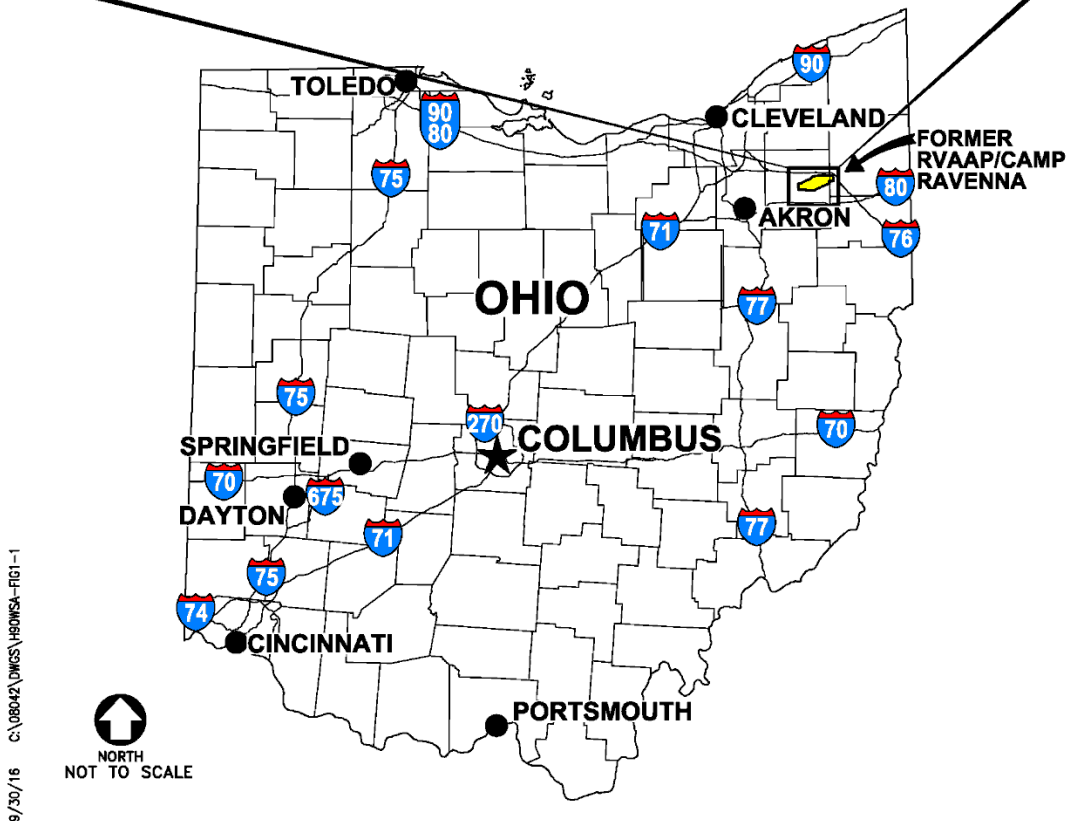 90
TOLEDO
90
80
CLEVELAND
FORMER
RVAAP/CAMP
RAVENNA
75
80
AKRON
71
76
OHIO
77
75
270
70
COLUMBUS
SPRINGFIELD
70
675
DAYTON
71
77
75
74
CINCINNATI
PORTSMOUTH
NORTH
NOT TO SCALE
9/30/16 C:\08042\DWGS\H90WSA-FIG1-1